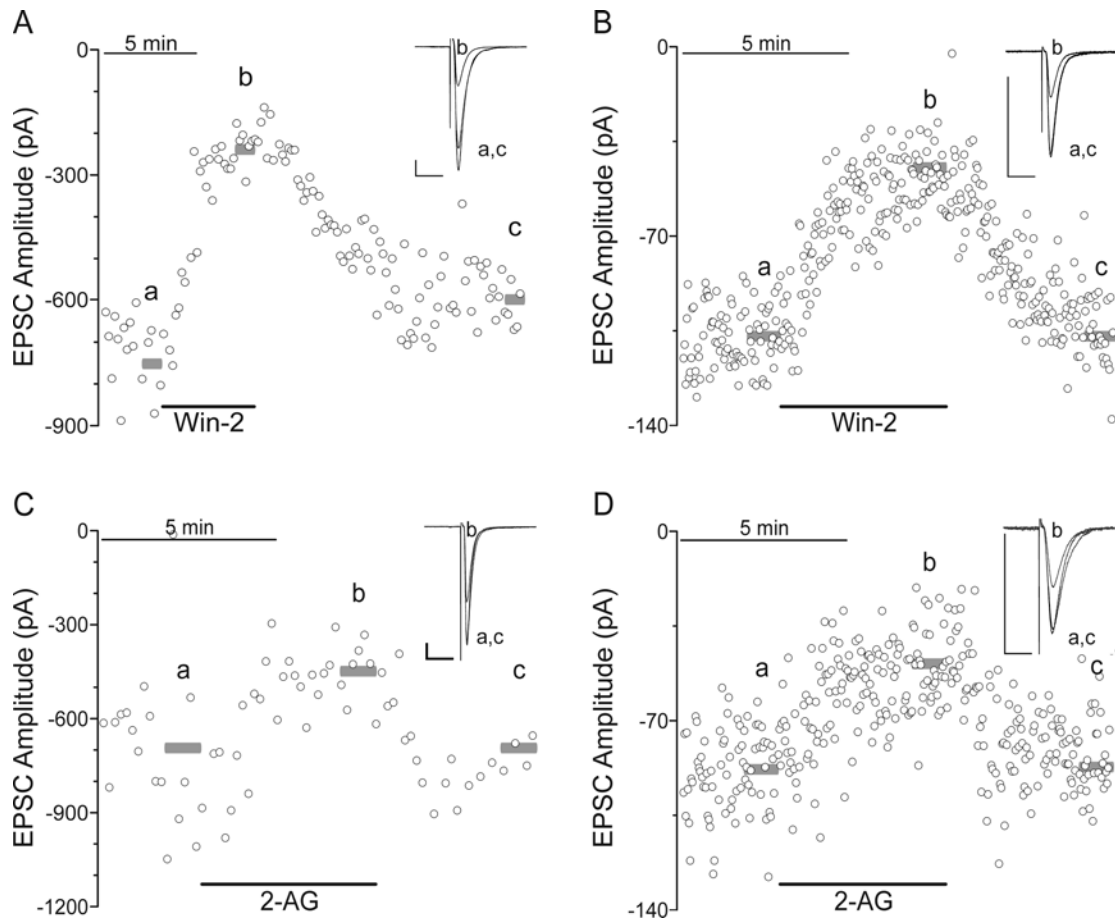 A
5 min
0
-300
-600
-900
EPSC Amplitude (pA)
a
b
c
b
a,c
Win-2
B
5 min
0
-70
-140
EPSC Amplitude (pA)
a
b
c
b
a,c
Win-2
C
5 min
0
-300
-600
-900
-1200
EPSC Amplitude (pA)
a
b
c
b
a,c
2-AG
D
5 min
0
-70
-140
EPSC Amplitude (pA)
a
b
c
b
a,c
2-AG